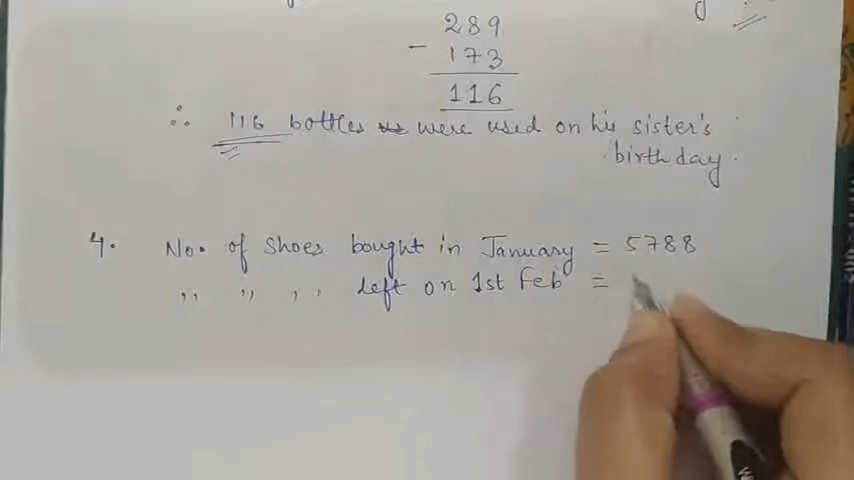 289
- 173
116
∴ 116 bottles were used on his sister's
birthday.
4. No. of Shoes bought in January = 5788
,, ,, ,, left on 1st Feb =